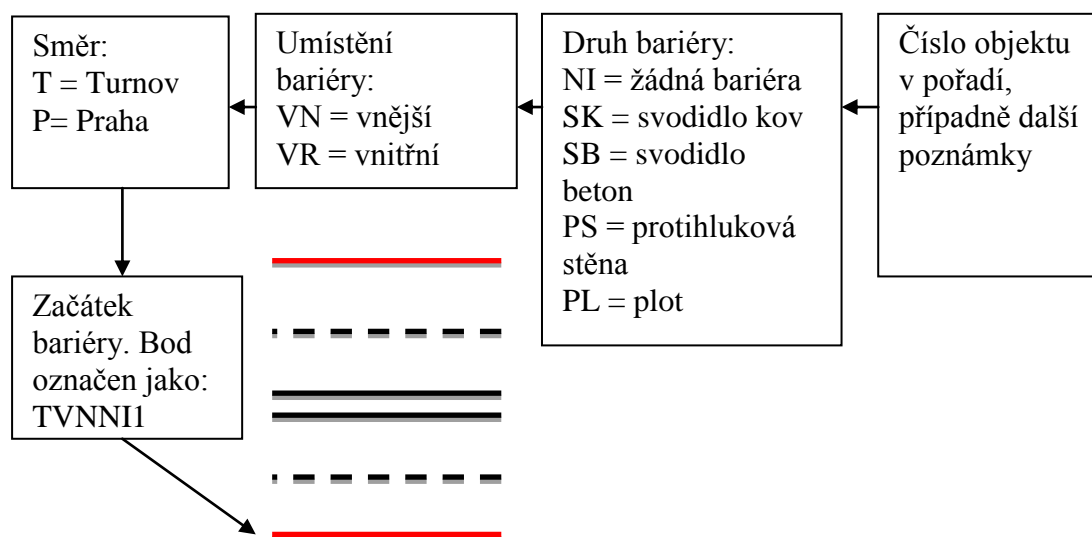 Směr:
T = Turnov
P= Praha
Umístění
bariéry:
VN = vnější
VR = vnitřní
Druh bariéry:
NI = žádná bariéra
SK = svodidlo kov
SB = svodidlo
beton
PS = protihluková
stěna
PL = plot
Číslo objektu
v pořadí,
případně další
poznámky
Začátek
bariéry. Bod
označen jako:
TVNNI1